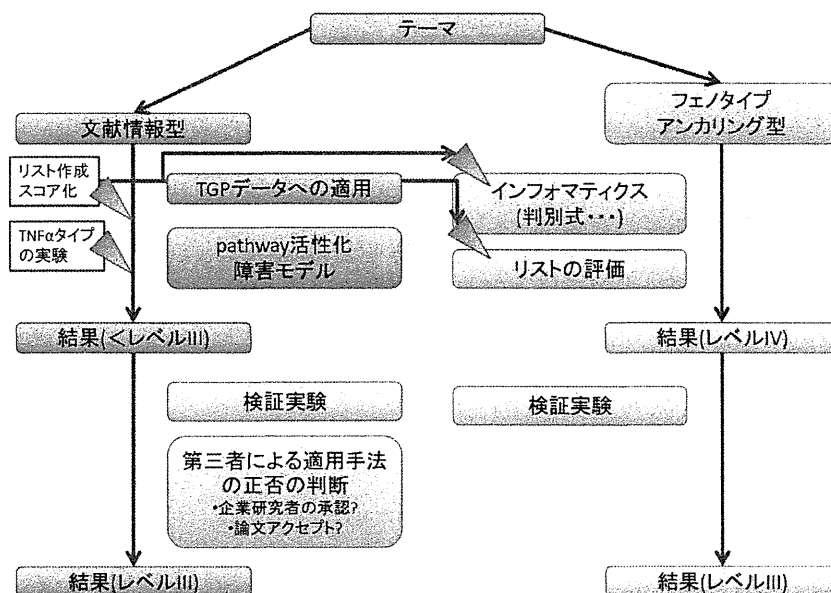 テーマ
文献情報型
フェノタイプ
アンカリング型
リスト作成
スコア化
TGPデータへの適用
インフォマティクス
(判別式・・・)
TNFαタイプ
の実験
pathway活性化
障害モデル
リストの評価
結果(<レベルIII)
結果(レベルIV)
検証実験
検証実験
第三者による適用手法
の正否の判断
・企業研究者の承認?
・論文アクセプト?
結果(レベルIII)
結果(レベルIII)